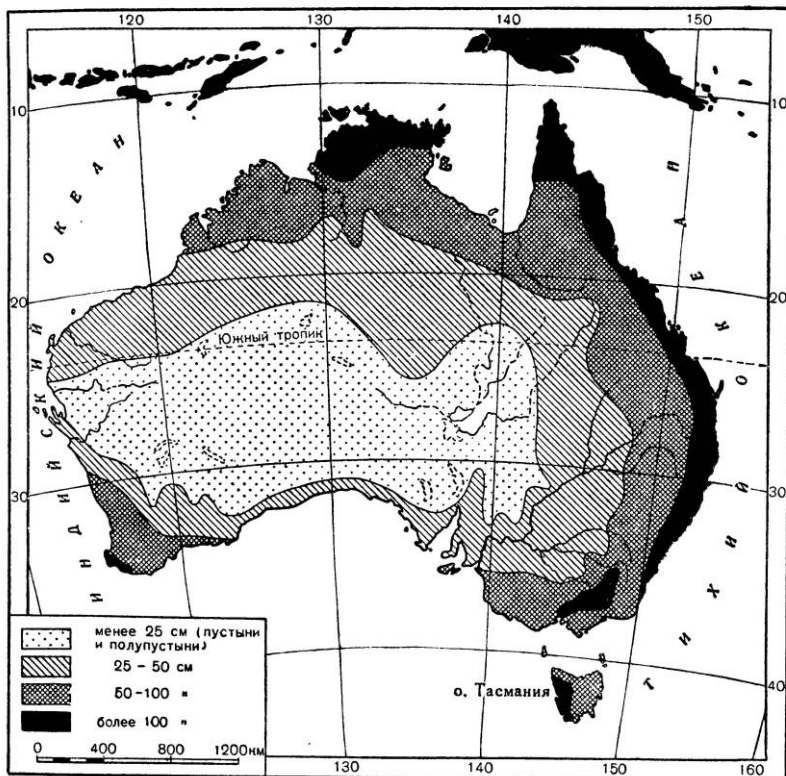 120
130
140
150
10
10
20
20
30
30
40
130
140
150
160
ИНДИЙСКИЙ ОКЕАН
ТИХИЙ ОКЕАН
Южный тропик
о. Тасмания
менее 25 см (пустыни
и полупустыни)
25 – 50 см
50-100 "
более 100 "
0 400 800 1200км